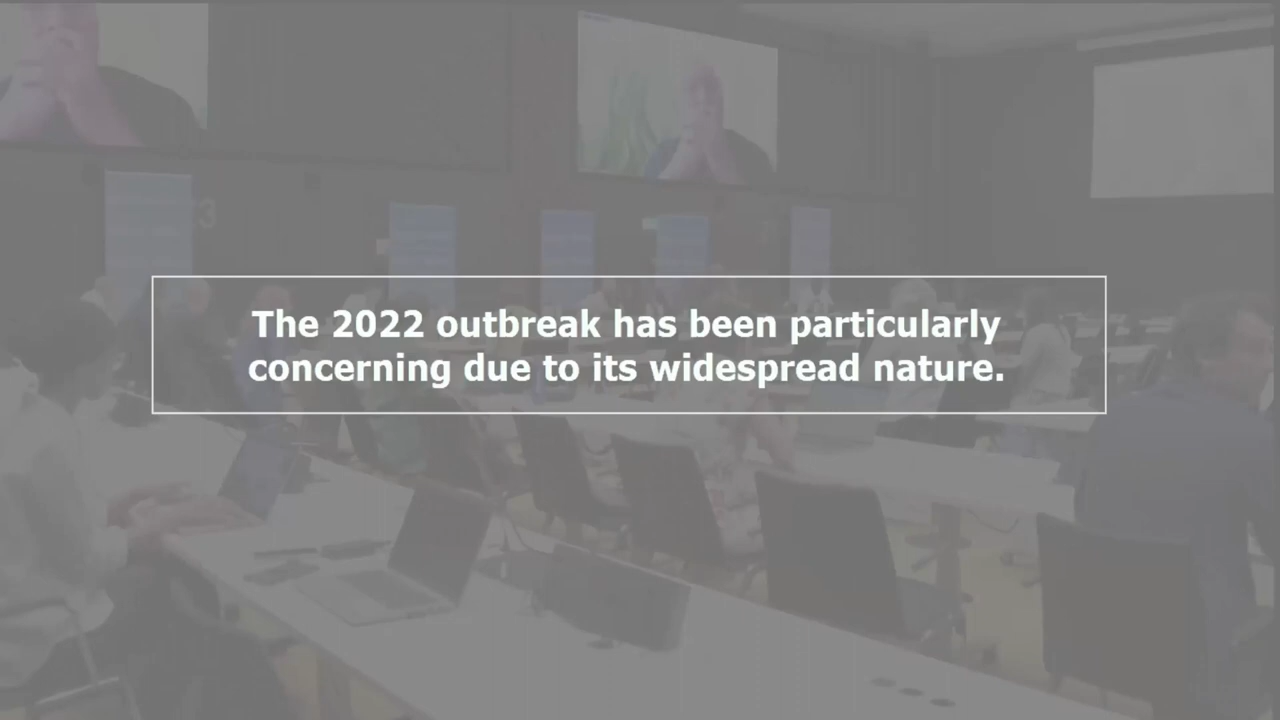 The 2022 outbreak has been particularly
concerning due to its widespread nature.